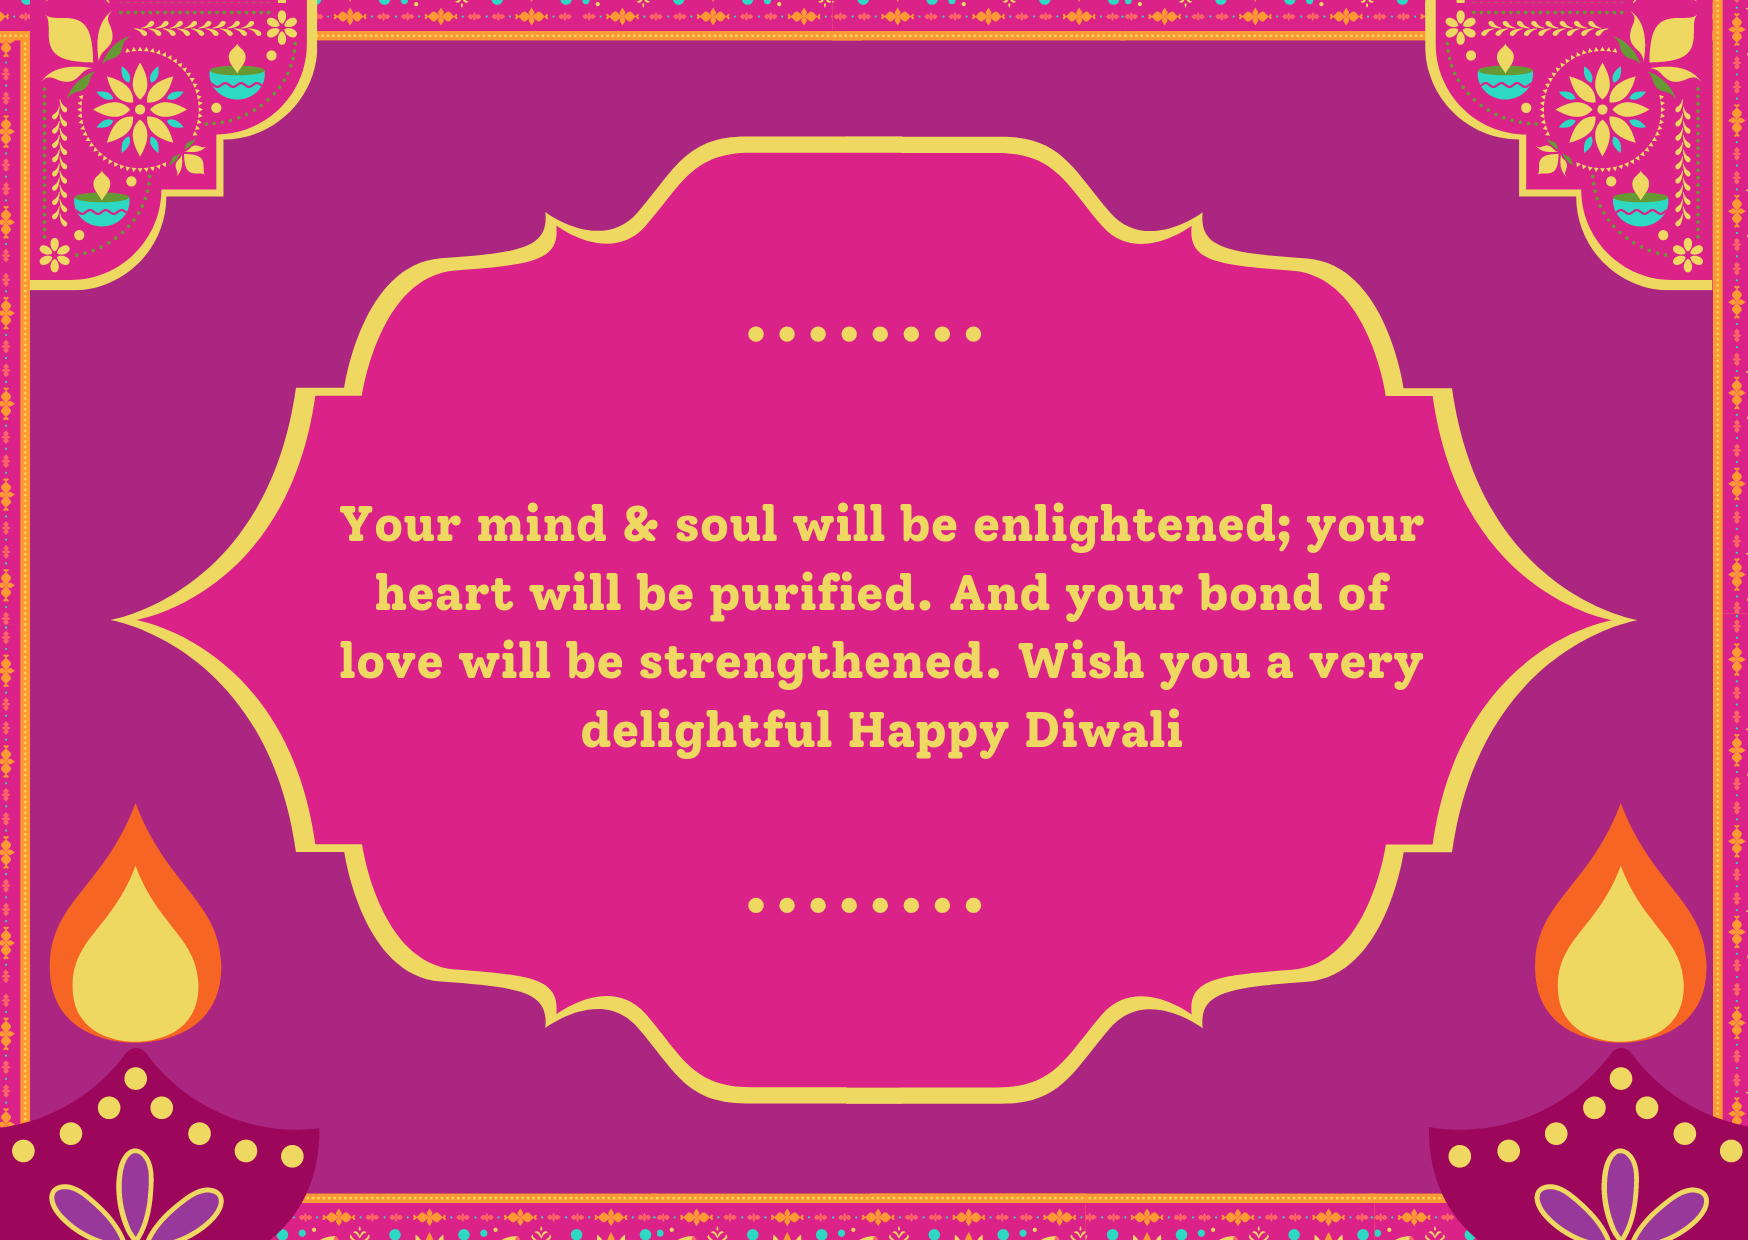 Your mind & soul will be enlightened; your
heart will be purified. And your bond of
love will be strengthened. Wish you a very
delightful Happy Diwali